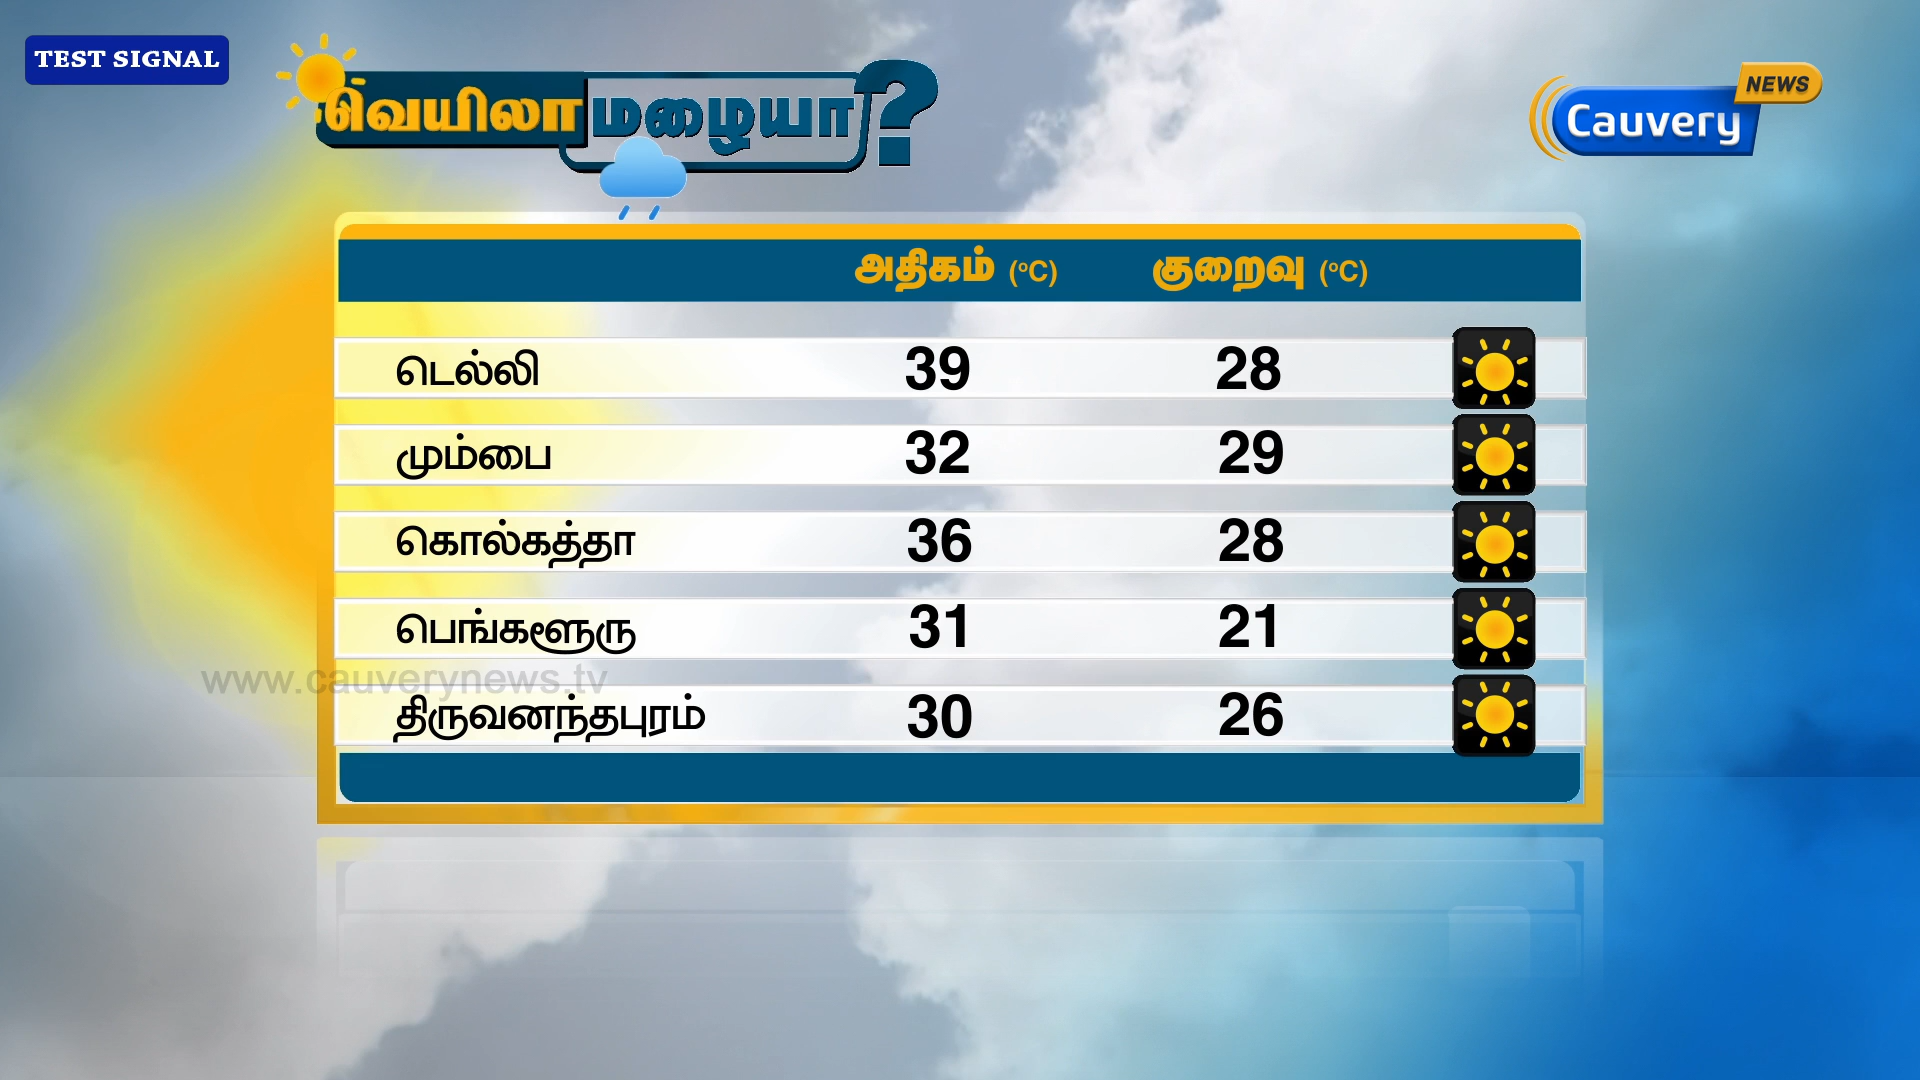 TEST SIGNAL
வெயிலா மழையா?
Cauvery NEWS
அதிகம் (°C) குறைவு (°C)
டெல்லி 39 28
மும்பை 32 29
கொல்கத்தா 36 28
பெங்களூரு 31 21
www.cauverynews.tv
திருவனந்தபுரம் 30 26